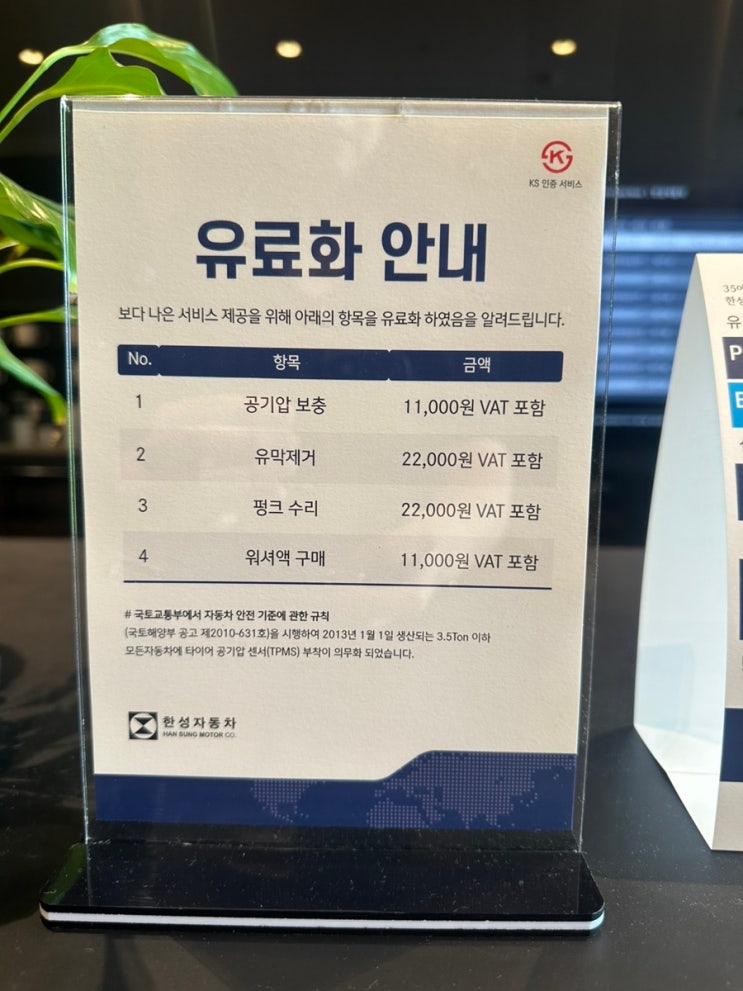 KS 인증 서비스
유료화 안내
보다 나은 서비스 제공을 위해 아래의 항목을 유료화 하였음을 알려드립니다.
No. 항목 금액
1 공기압 보충 11,000원 VAT 포함
2 유막제거 22,000원 VAT 포함
3 펑크 수리 22,000원 VAT 포함
4 워셔액 구매 11,000원 VAT 포함
# 국토교통부에서 자동차 안전 기준에 관한 규칙
(국토해양부 공고 제2010-631호)을 시행하여 2013년 1월 1일 생산되는 3.5Ton 이하
모든자동차에 타이어 공기압 센서(TPMS) 부착이 의무화 되었습니다.
한성자동차
HAN SUNG MOTOR CO.
한성
유
P